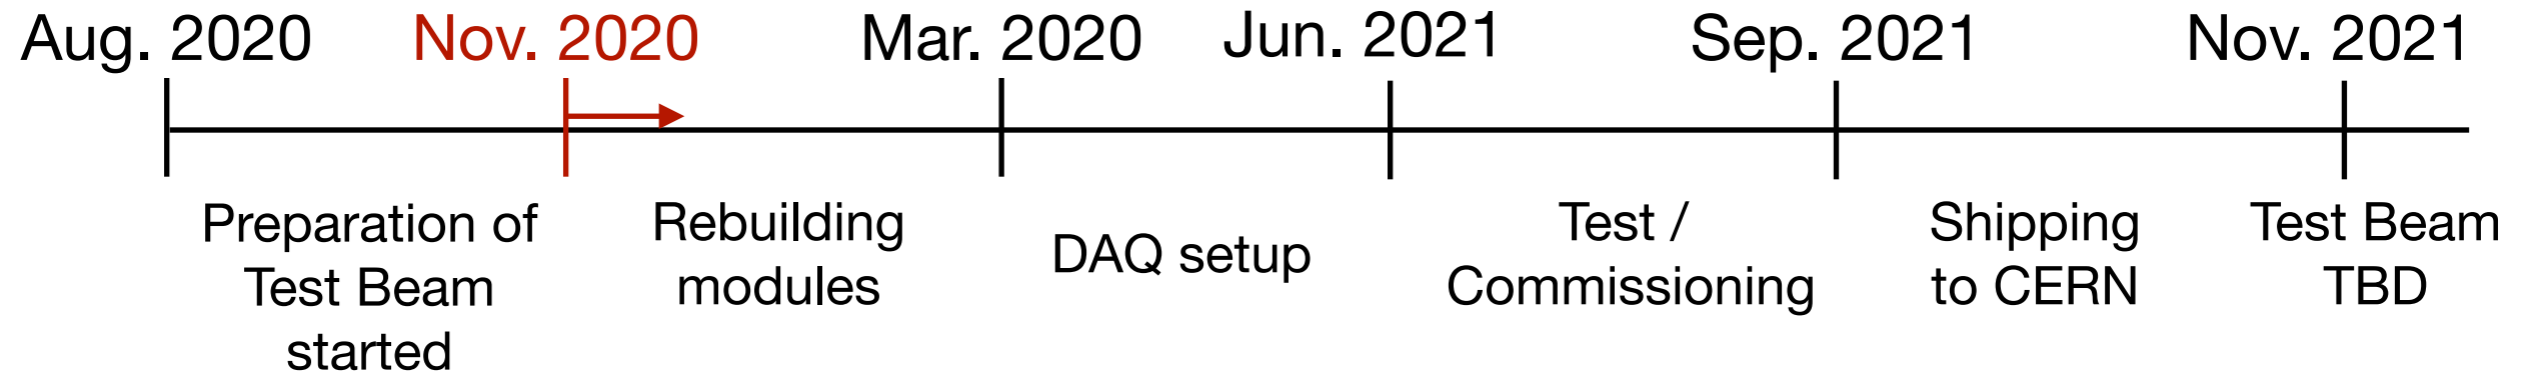 Aug. 2020
Nov. 2020
Mar. 2020
Jun. 2021
Sep. 2021
Nov. 2021
Preparation of
Test Beam
started
Rebuilding
modules
DAQ setup
Test /
Commissioning
Shipping
to CERN
Test Beam
TBD